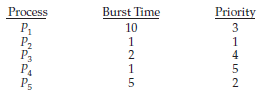 Process Burst Time Priority
P1 10 3
P2 1 1
P3 2 4
P4 1 5
P5 5 2